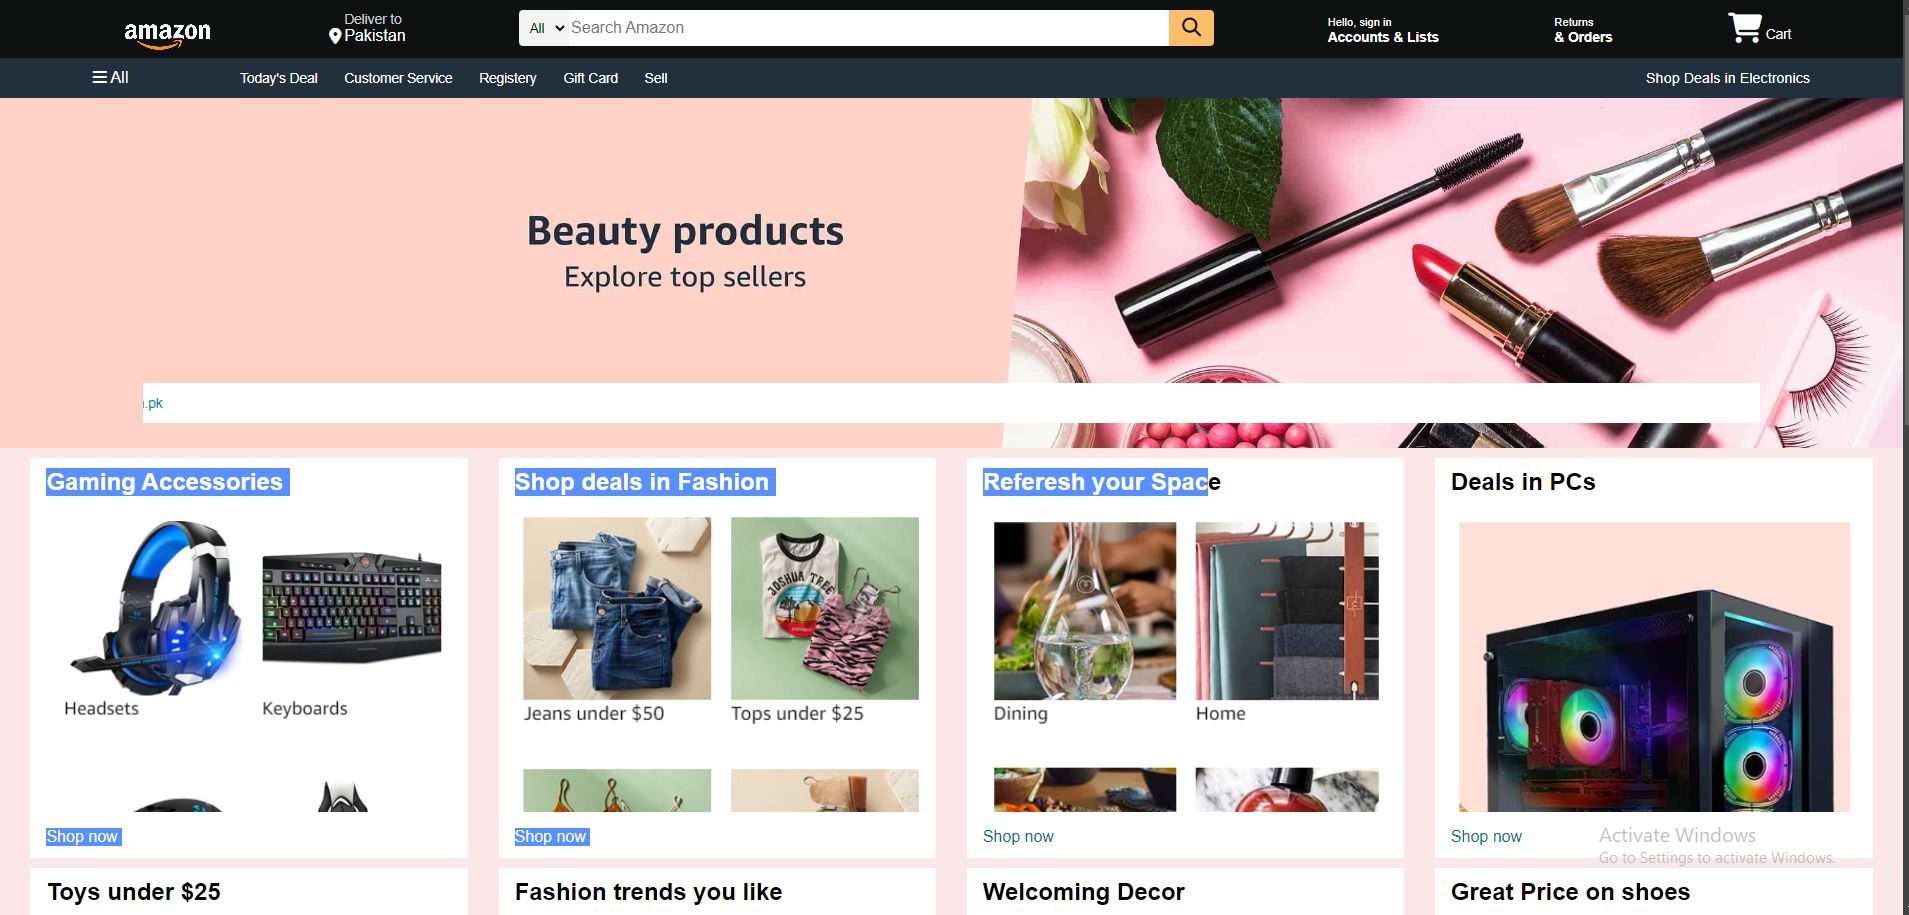 amazon
Deliver to
Pakistan
All
Search Amazon
Hello, sign in
Accounts & Lists
Returns
& Orders
Cart
All
Today's Deal
Customer Service
Registery
Gift Card
Sell
Shop Deals in Electronics
Beauty products
Explore top sellers
.pk
Gaming Accessories
Shop deals in Fashion
Referesh your Space
Deals in PCs
JOSHUA TREE
Headsets
Keyboards
Jeans under $50
Tops under $25
Dining
Home
Shop now
Shop now
Shop now
Shop now
Activate Windows
Go to Settings to activate Windows.
Toys under $25
Fashion trends you like
Welcoming Decor
Great Price on shoes